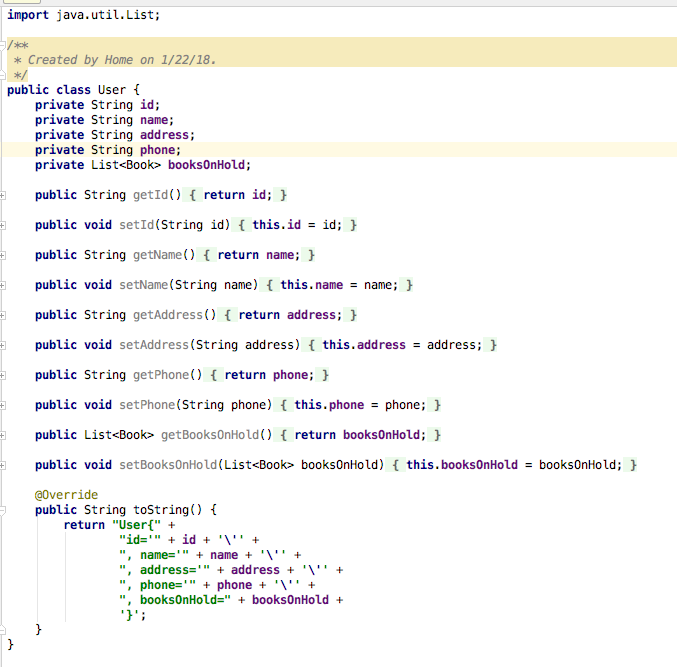 import java.util.List;
/**
 * Created by Home on 1/22/18.
 */
public class User {
    private String id;
    private String name;
    private String address;
    private String phone;
    private List<Book> booksOnHold;
    public String getId() { return id; }
    public void setId(String id) { this.id = id; }
    public String getName() { return name; }
    public void setName(String name) { this.name = name; }
    public String getAddress() { return address; }
    public void setAddress(String address) { this.address = address; }
    public String getPhone() { return phone; }
    public void setPhone(String phone) { this.phone = phone; }
    public List<Book> getBooksOnHold() { return booksOnHold; }
    public void setBooksOnHold(List<Book> booksOnHold) { this.booksOnHold = booksOnHold; }
    @Override
    public String toString() {
        return "User{" +
                "id='" + id + '\'' +
                ", name='" + name + '\'' +
                ", address='" + address + '\'' +
                ", phone='" + phone + '\'' +
                ", booksOnHold=" + booksOnHold +
                '}';
    }
}